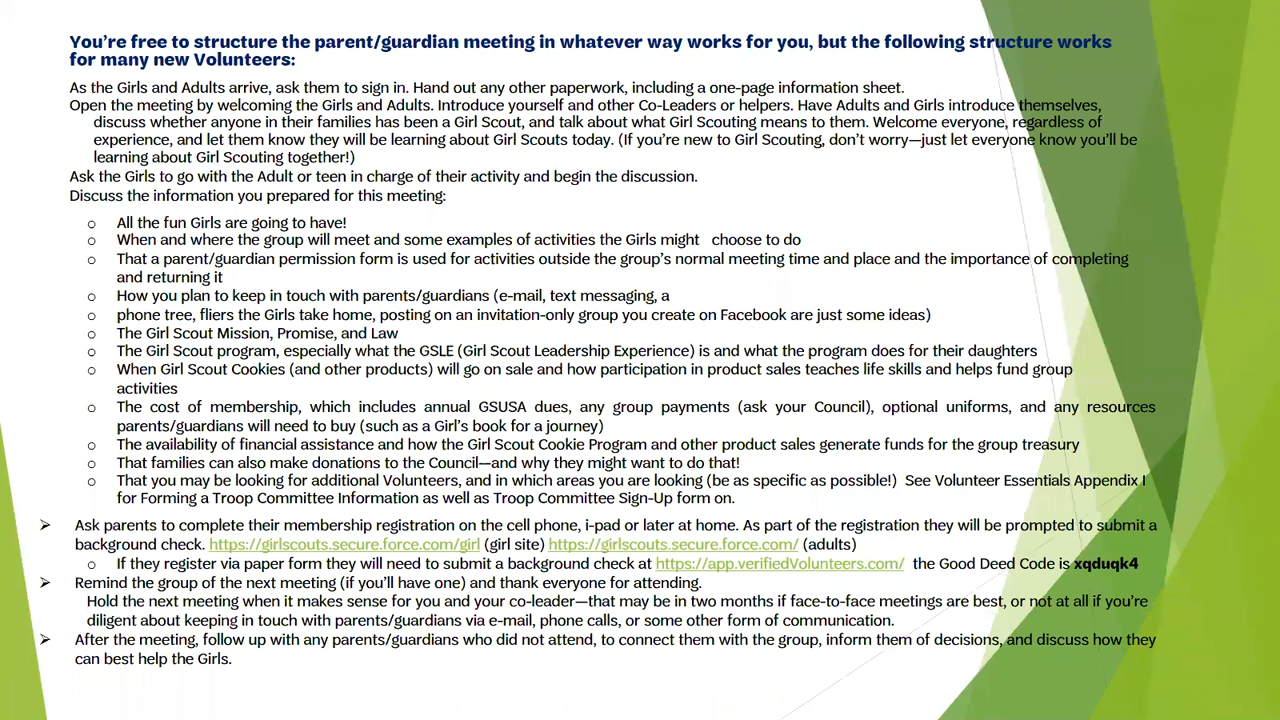 You're free to structure the parent/guardian meeting in whatever way works for you, but the following structure works
for many new Volunteers:
As the Girls and Adults arrive, ask them to sign in. Hand out any other paperwork, including a one-page information sheet.
Open the meeting by welcoming the Girls and Adults. Introduce yourself and other Co-Leaders or helpers. Have Adults and Girls introduce themselves,
discuss whether anyone in their families has been a Girl Scout, and talk about what Girl Scouting means to them. Welcome everyone, regardless of
experience, and let them know they will be learning about Girl Scouts today. (If you're new to Girl Scouting, don't worry—just let everyone know you'll be
learning about Girl Scouting together!)
Ask the Girls to go with the Adult or teen in charge of their activity and begin the discussion.
Discuss the information you prepared for this meeting:
o All the fun Girls are going to have!
o When and where the group will meet and some examples of activities the Girls might choose to do
o That a parent/guardian permission form is used for activities outside the group's normal meeting time and place and the importance of completing
and returning it
o How you plan to keep in touch with parents/guardians (e-mail, text messaging, a
o phone tree, fliers the Girls take home, posting on an invitation-only group you create on Facebook are just some ideas)
o The Girl Scout Mission, Promise, and Law
o The Girl Scout program, especially what the GSLE (Girl Scout Leadership Experience) is and what the program does for their daughters
o When Girl Scout Cookies (and other products) will go on sale and how participation in product sales teaches life skills and helps fund group
activities
o The cost of membership, which includes annual GSUSA dues, any group payments (ask your Council), optional uniforms, and any resources
parents/guardians will need to buy (such as a Girl's book for a journey)
o The availability of financial assistance and how the Girl Scout Cookie Program and other product sales generate funds for the group treasury
o That families can also make donations to the Council—and why they might want to do that!
o That you may be looking for additional Volunteers, and in which areas you are looking (be as specific as possible!) See Volunteer Essentials Appendix I
for Forming a Troop Committee Information as well as Troop Committee Sign-Up form on.
➢ Ask parents to complete their membership registration on the cell phone, i-pad or later at home. As part of the registration they will be prompted to submit a
background check. https://girlscouts.secure.force.com/girl (girl site) https://girlscouts.secure.force.com/ (adults)
o If they register via paper form they will need to submit a background check at https://app.verifiedVolunteers.com/ the Good Deed Code is xqduqk4
➢ Remind the group of the next meeting (if you'll have one) and thank everyone for attending.
Hold the next meeting when it makes sense for you and your co-leader—that may be in two months if face-to-face meetings are best, or not at all if you're
diligent about keeping in touch with parents/guardians via e-mail, phone calls, or some other form of communication.
➢ After the meeting, follow up with any parents/guardians who did not attend, to connect them with the group, inform them of decisions, and discuss how they
can best help the Girls.